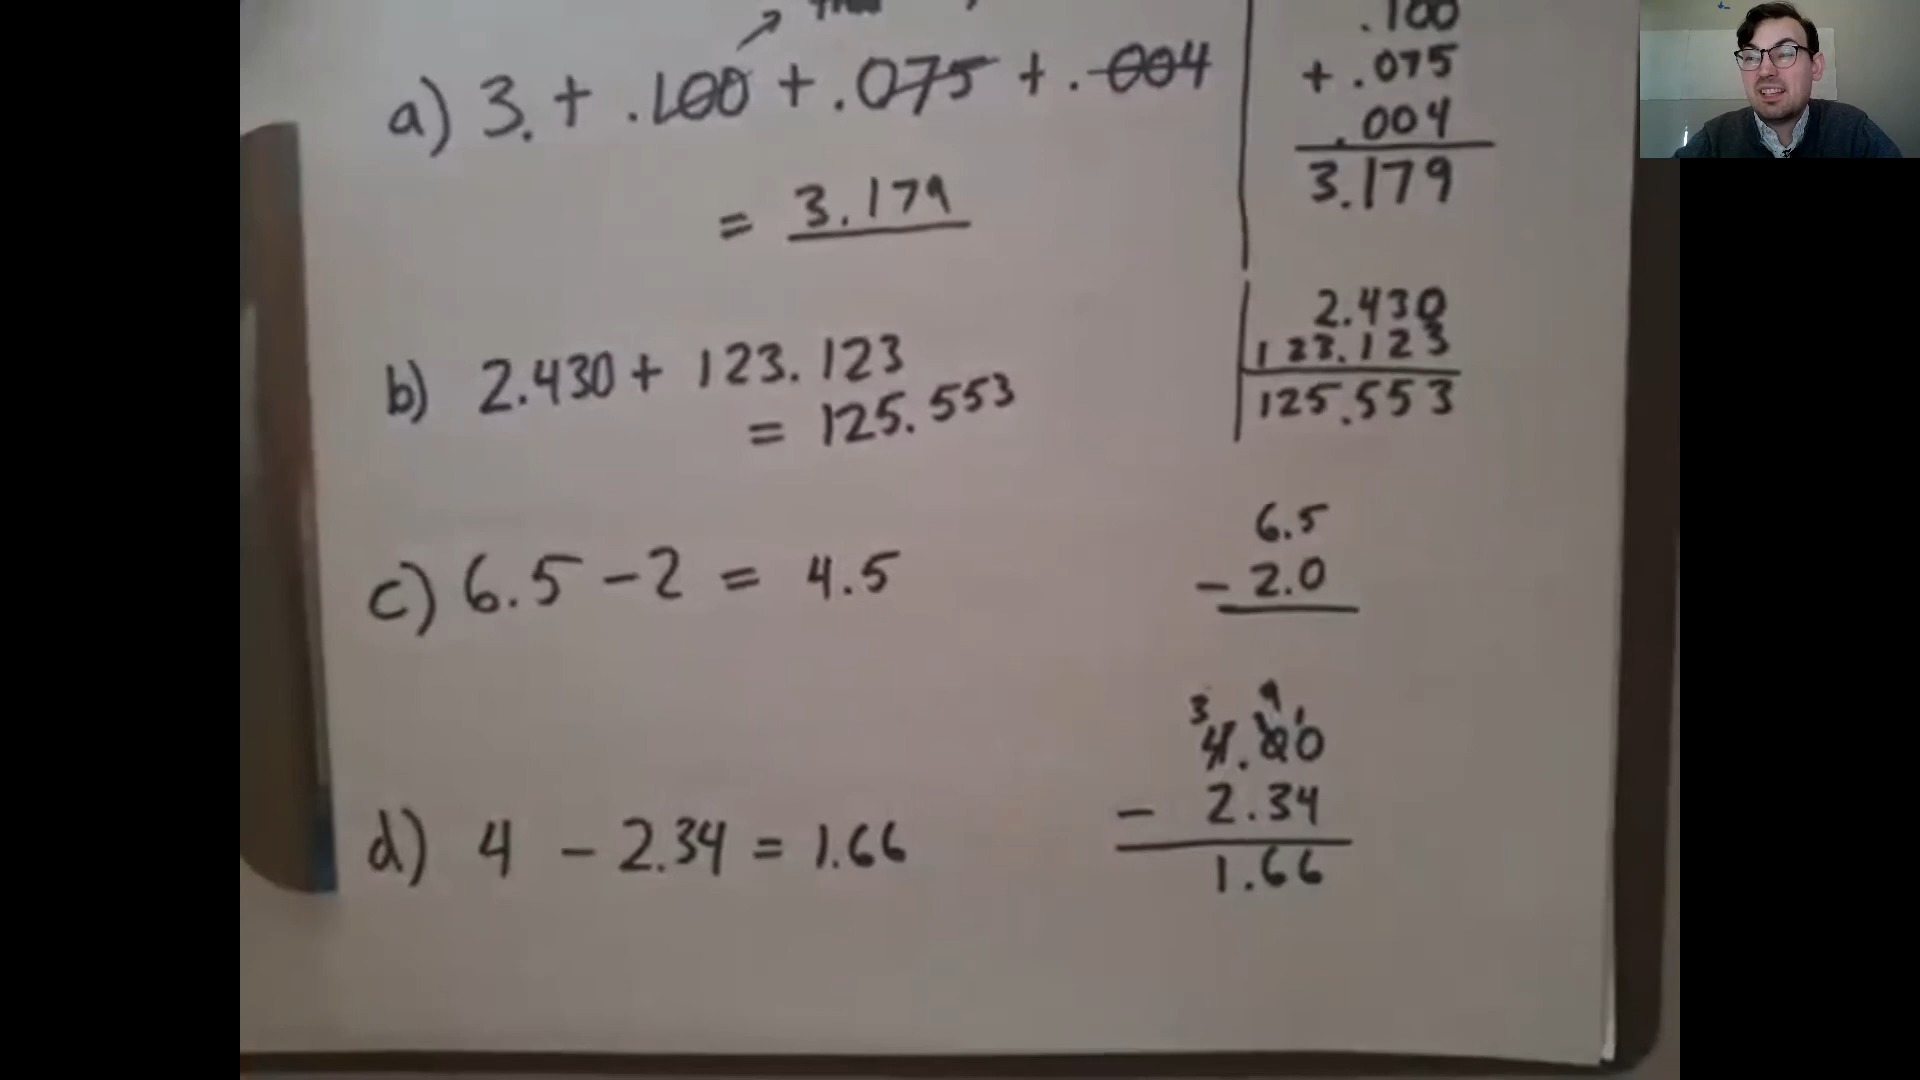 a) 3. + .100 + .075 + .004
= 3.179
.100
+ .075
.004
3.179
b) 2.430 + 123.123
= 125.553
2.430
123.123
125.553
c) 6.5 - 2 = 4.5
6.5
- 2.0
d) 4 - 2.34 = 1.66
3 9 1
4.00
- 2.34
1.66